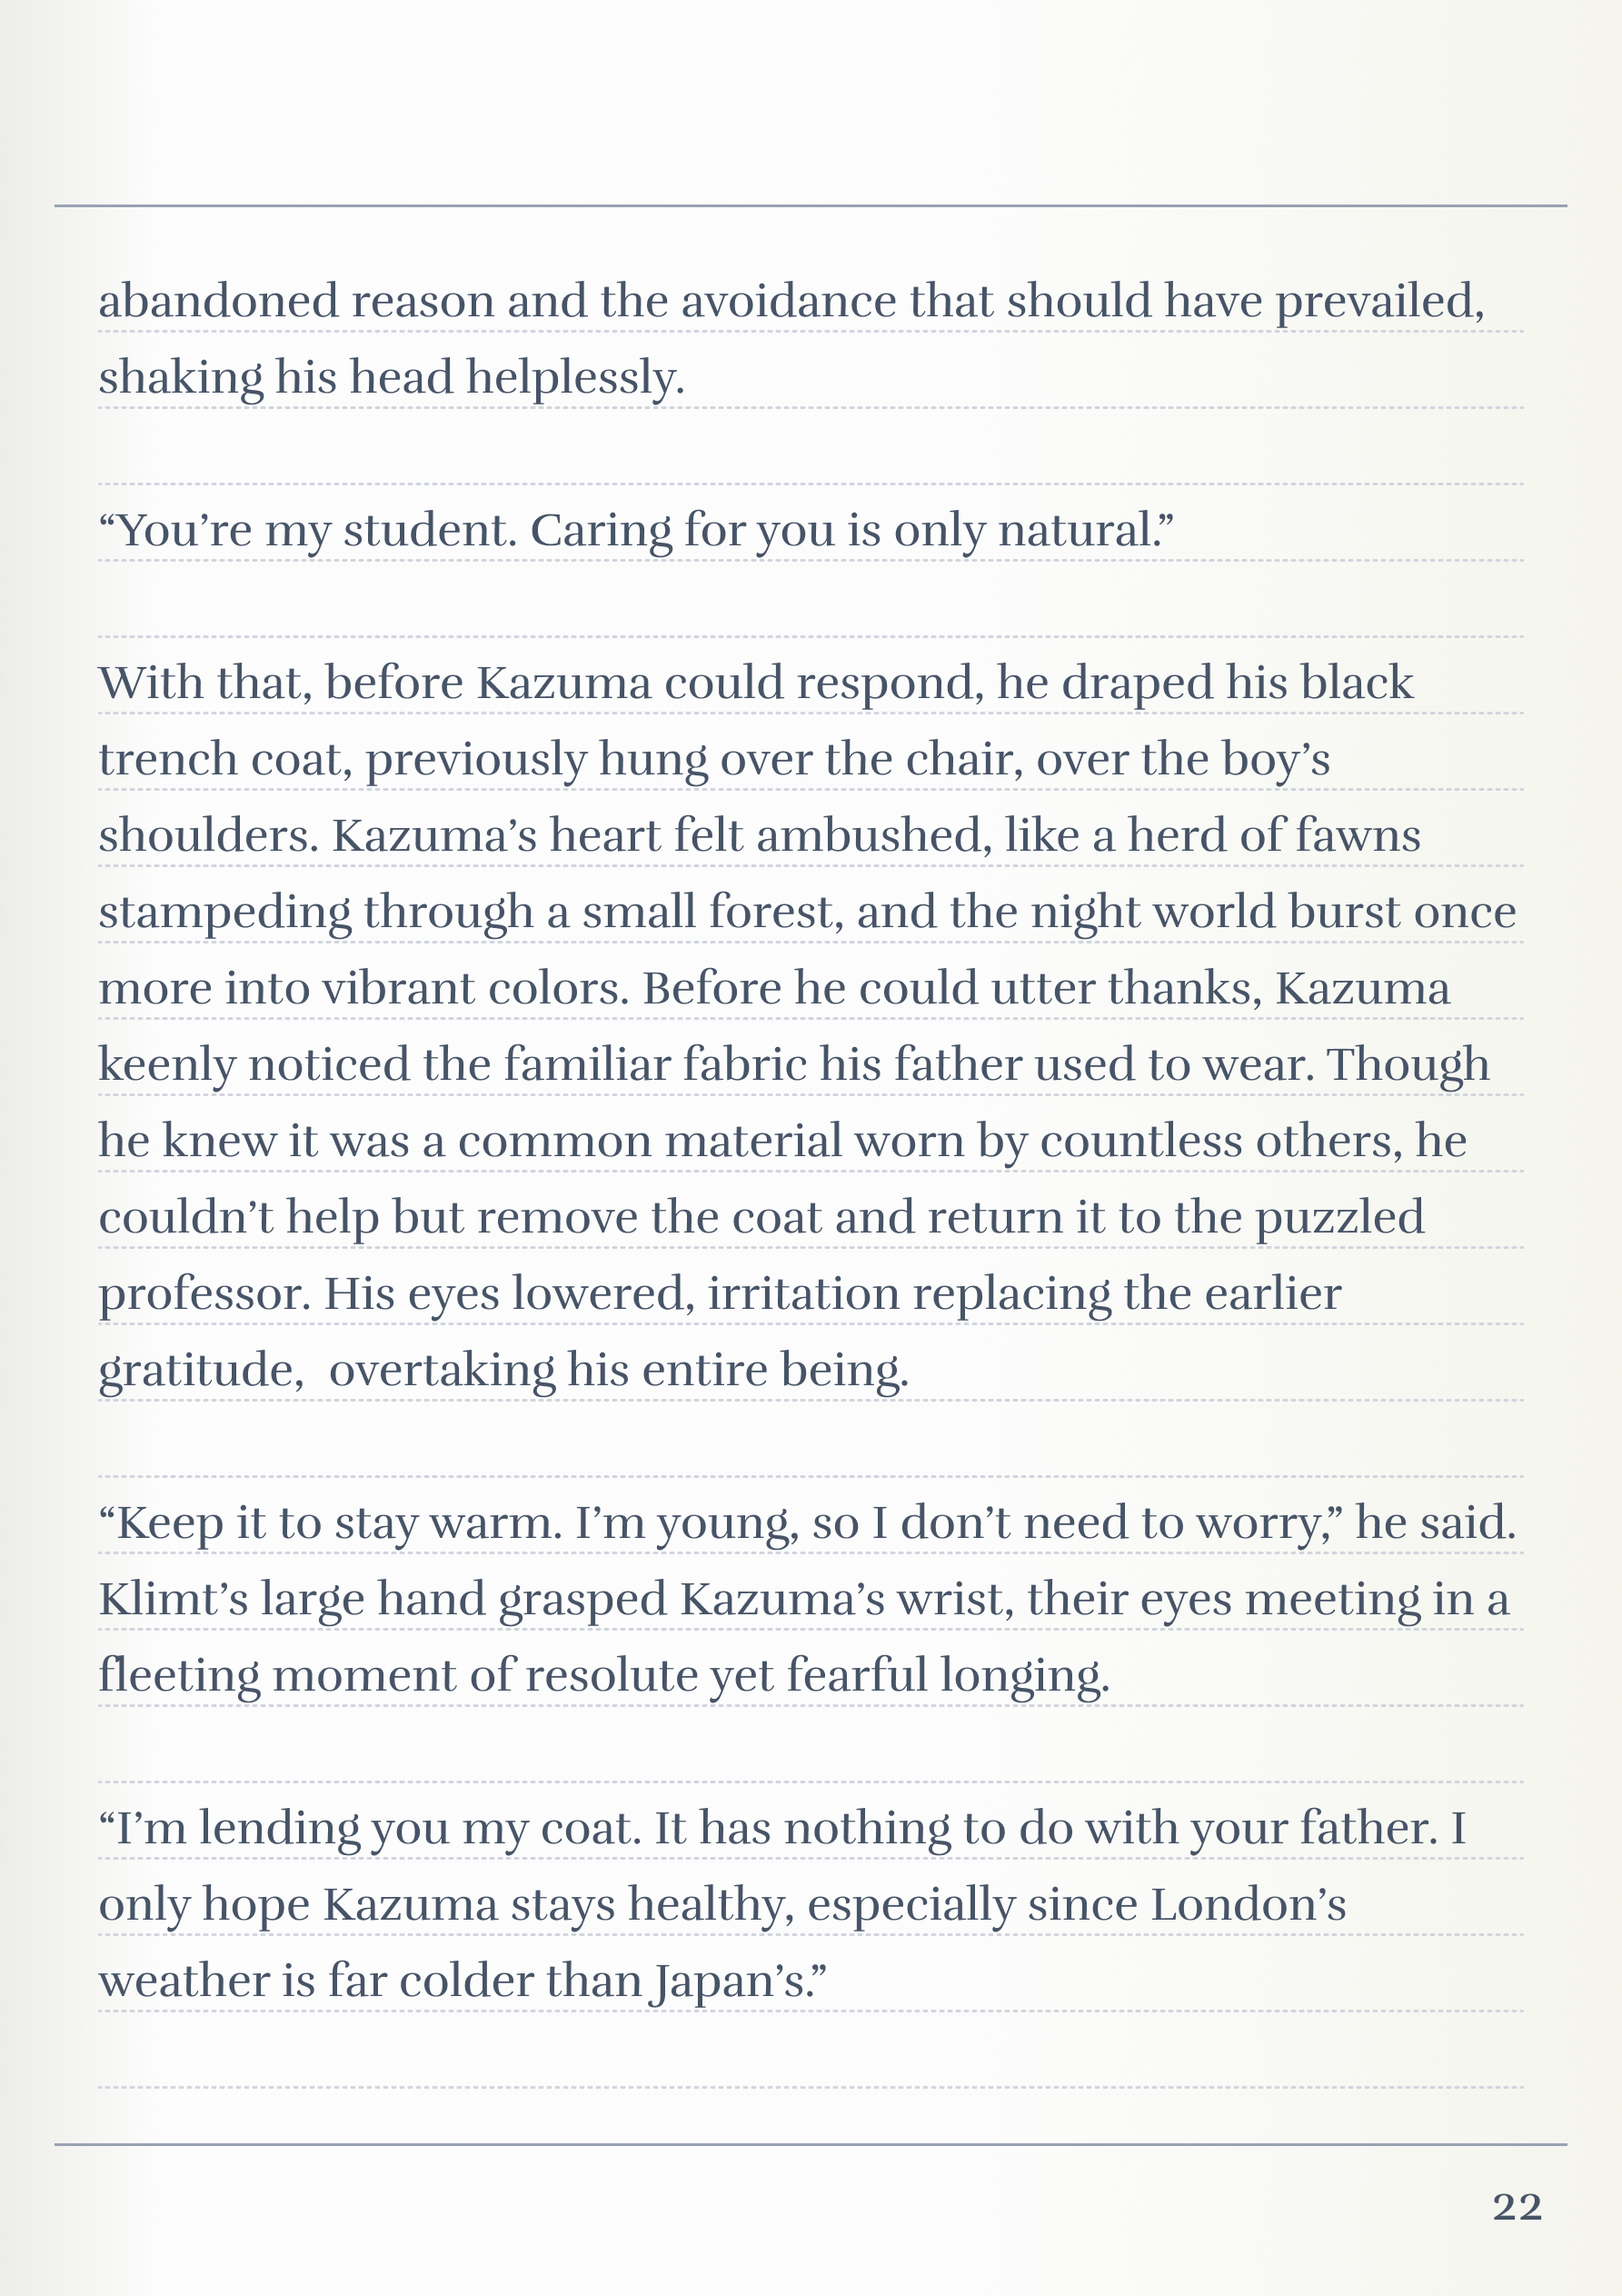 abandoned reason and the avoidance that should have prevailed,
shaking his head helplessly.
“You’re my student. Caring for you is only natural.”
With that, before Kazuma could respond, he draped his black
trench coat, previously hung over the chair, over the boy’s
shoulders. Kazuma’s heart felt ambushed, like a herd of fawns
stampeding through a small forest, and the night world burst once
more into vibrant colors. Before he could utter thanks, Kazuma
keenly noticed the familiar fabric his father used to wear. Though
he knew it was a common material worn by countless others, he
couldn’t help but remove the coat and return it to the puzzled
professor. His eyes lowered, irritation replacing the earlier
gratitude,  overtaking his entire being.
“Keep it to stay warm. I’m young, so I don’t need to worry,” he said.
Klimt’s large hand grasped Kazuma’s wrist, their eyes meeting in a
fleeting moment of resolute yet fearful longing.
“I’m lending you my coat. It has nothing to do with your father. I
only hope Kazuma stays healthy, especially since London’s
weather is far colder than Japan’s.”
22